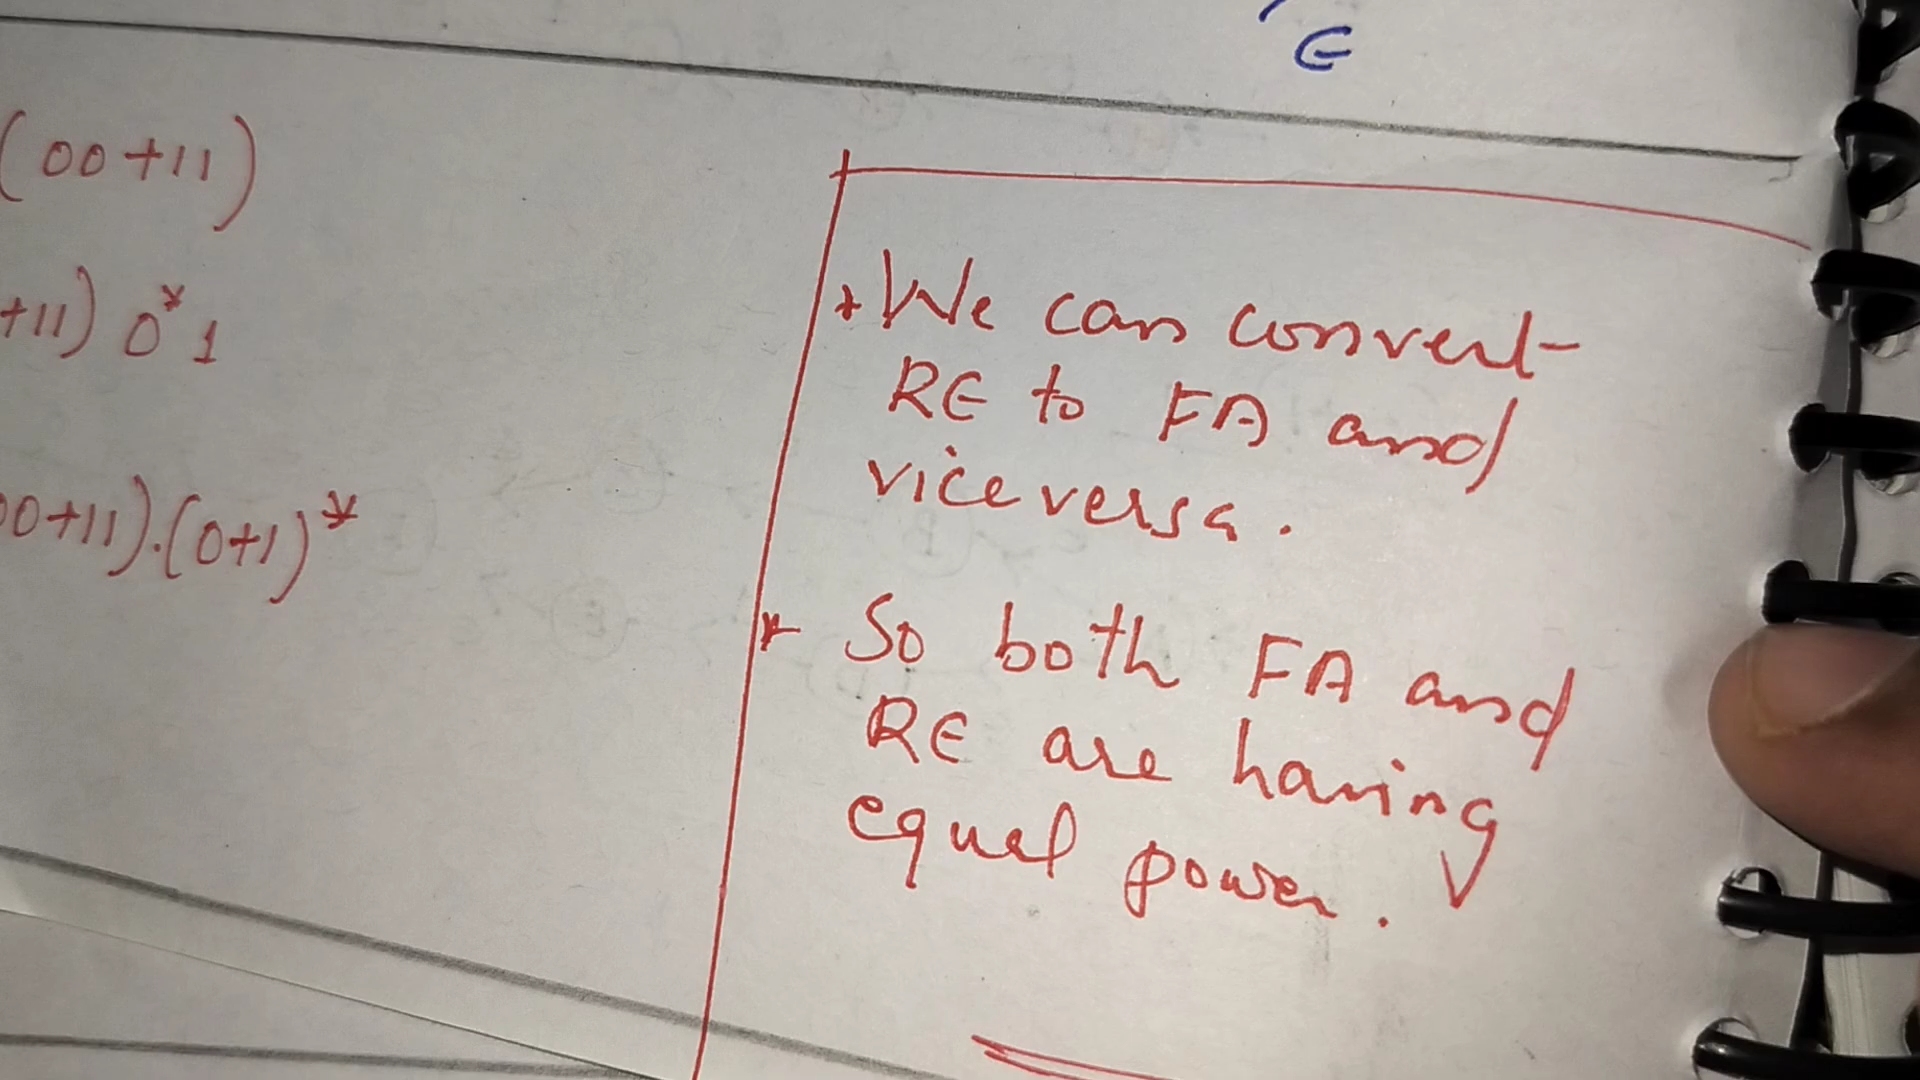 ϵ
(00+11)
+11) 0*1
00+11).(0+1)*
* We can convert
RE to FA and
viceversa.
* So both FA and
RE are having
equal power.